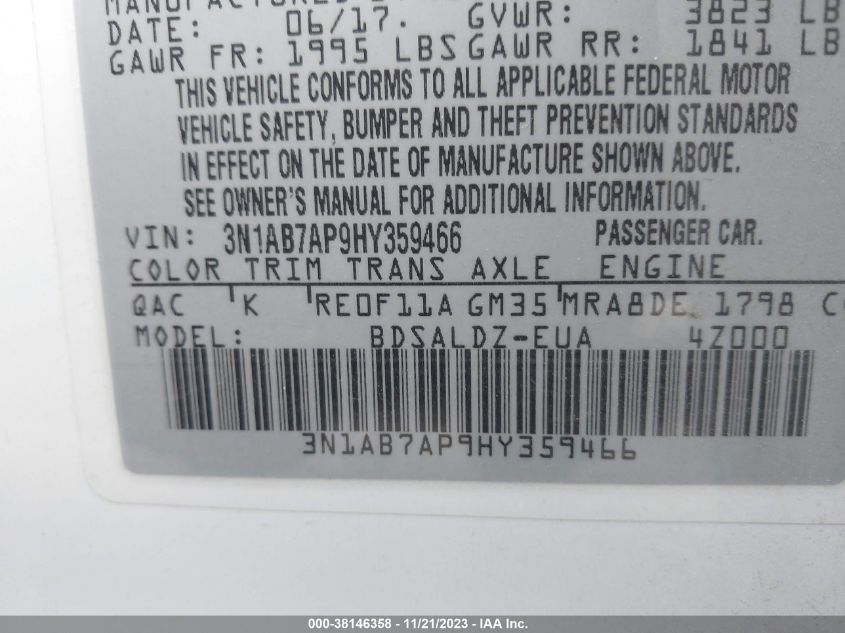 MANUFACTURED
DATE: 06/17. GVWR: 3823 LB
GAWR FR: 1995 LBS GAWR RR: 1841 LB
THIS VEHICLE CONFORMS TO ALL APPLICABLE FEDERAL MOTOR
VEHICLE SAFETY, BUMPER AND THEFT PREVENTION STANDARDS
IN EFFECT ON THE DATE OF MANUFACTURE SHOWN ABOVE.
SEE OWNER'S MANUAL FOR ADDITIONAL INFORMATION.
VIN: 3N1AB7AP9HY359466 PASSENGER CAR.
COLOR TRIM TRANS AXLE ENGINE
QAC K RE0F11A GM35 MRA8DE 1798 C
MODEL: BDSALDZ-EUA 4Z000
3N1AB7AP9HY359466
000-38146358 - 11/21/2023 - IAA Inc.